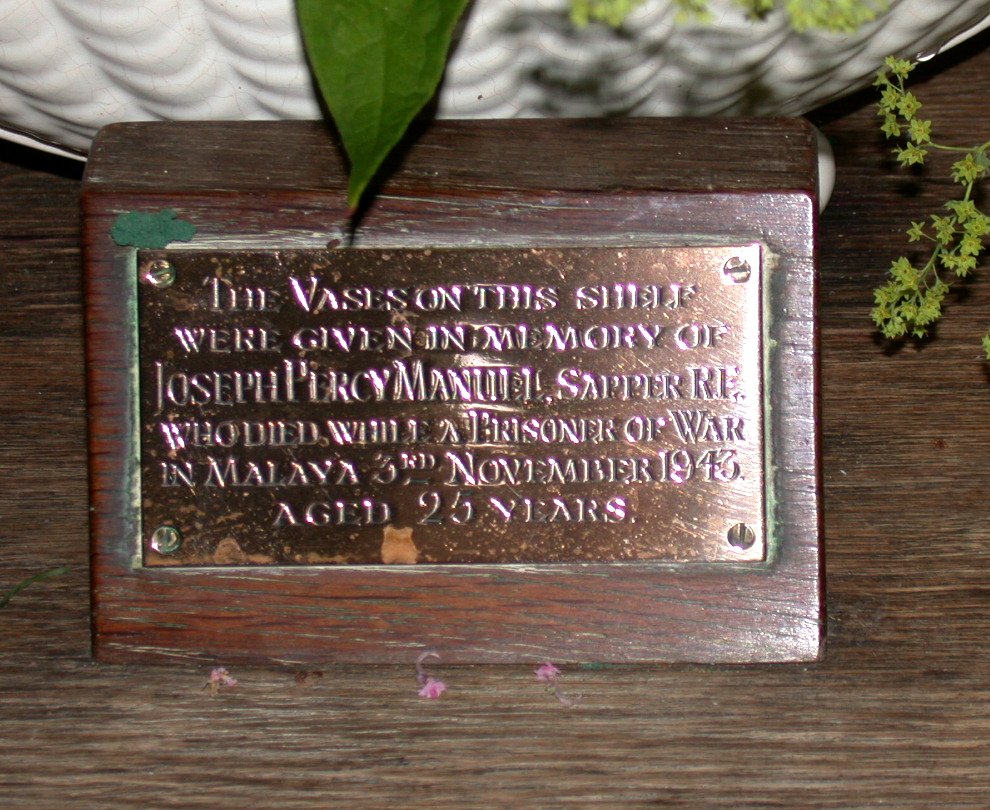 The Vases on this shelf
were given in memory of
Joseph Percy Manuel, Sapper R.E.
who died, while a Prisoner of War
in Malaya 3rd November 1943.
aged 25 years.